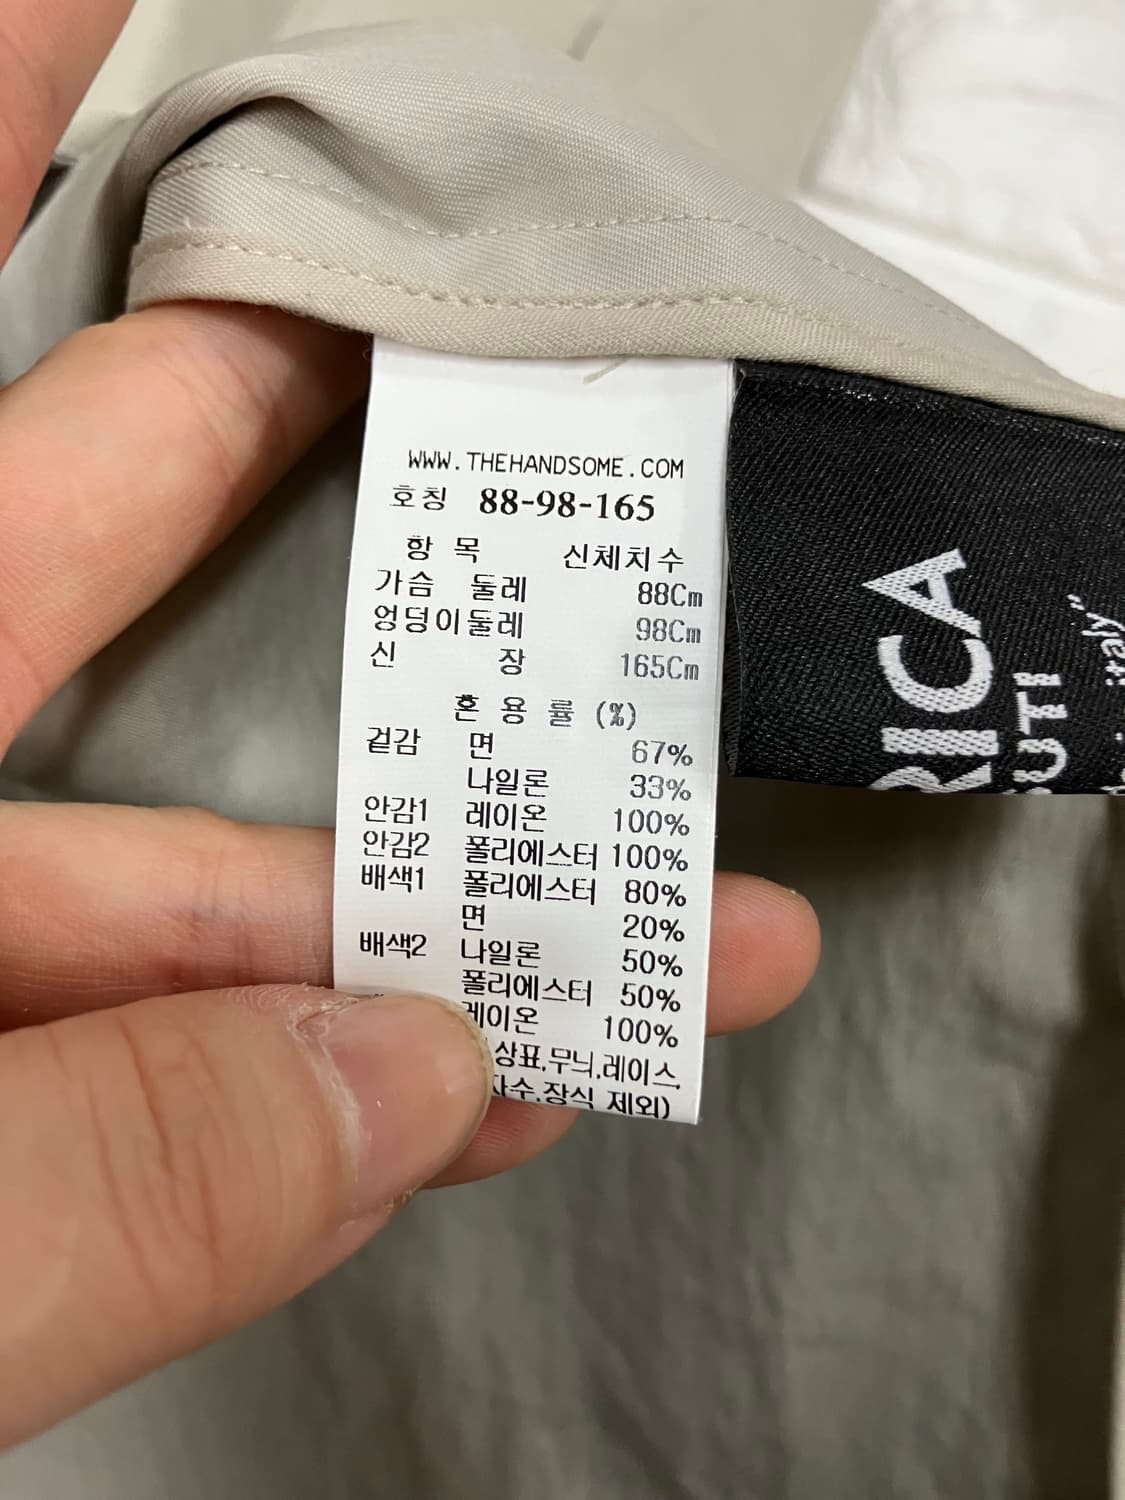 WWW.THEHANDSOME.COM
호칭 88-98-165
항 목 신체치수
가슴 둘레 88Cm
엉덩이둘레 98Cm
신 장 165Cm
혼 용 률 (%)
겉감 면 67%
나일론 33%
안감1 레이온 100%
안감2 폴리에스터 100%
배색1 폴리에스터 80%
면 20%
배색2 나일론 50%
폴리에스터 50%
레이온 100%
상표,무늬,레이스,
자수,장식 제외)
RICA
UTI
italy"